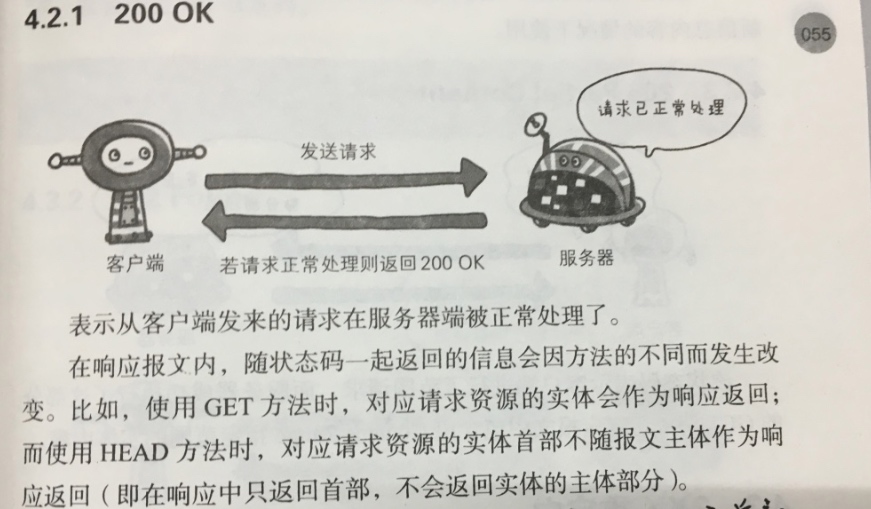 4.2.1 200 OK
055
请求已正常处理
发送请求
客户端
若请求正常处理则返回 200 OK
服务器
表示从客户端发来的请求在服务器端被正常处理了。
在响应报文内，随状态码一起返回的信息会因方法的不同而发生改
变。比如，使用 GET 方法时，对应请求资源的实体会作为响应返回；
而使用 HEAD 方法时，对应请求资源的实体首部不随报文主体作为响
应返回（即在响应中只返回首部，不会返回实体的主体部分）。